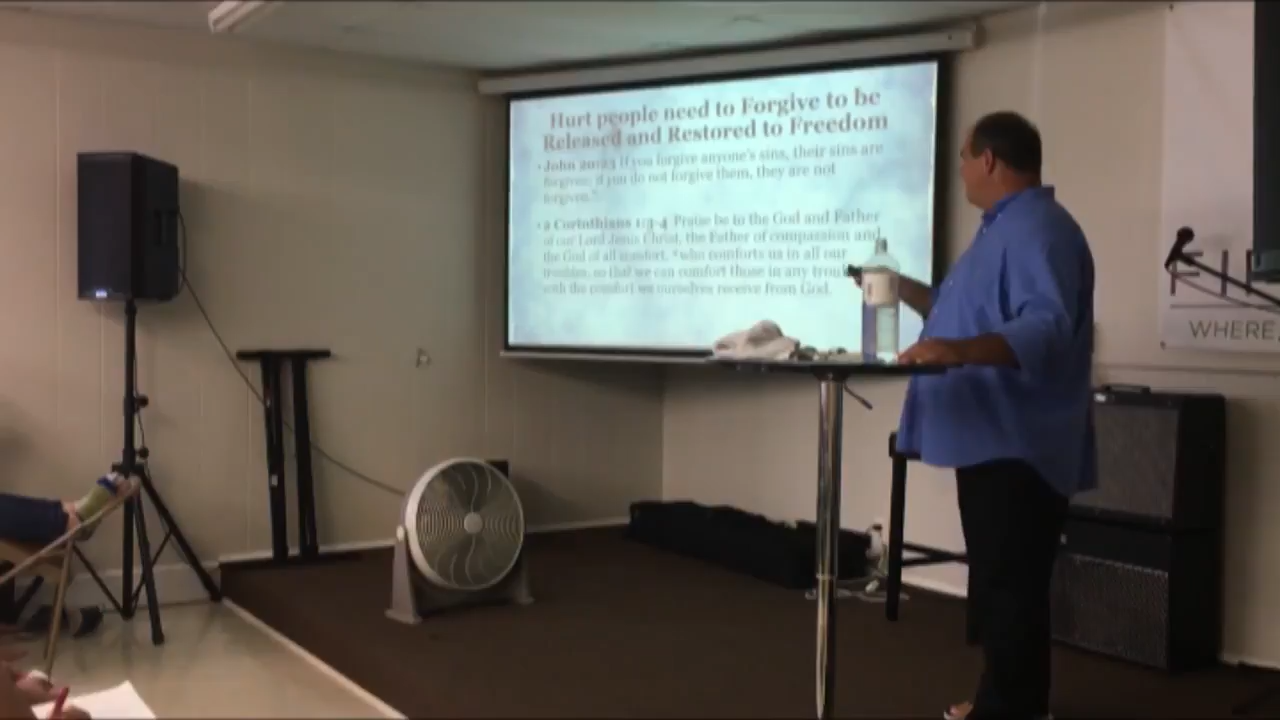 Hurt people need to Forgive to be
Released and Restored to Freedom
• John 20:23 if you forgive anyone's sins, their sins are
forgiven; if you do not forgive them, they are not
forgiven."
• 2 Corinthians 1:3-4 Praise be to the God and Father
of our Lord Jesus Christ, the Father of compassion and
the God of all comfort, 4 who comforts us in all our
troubles, so that we can comfort those in any
with the comfort we ourselves receive from God.
WHERE